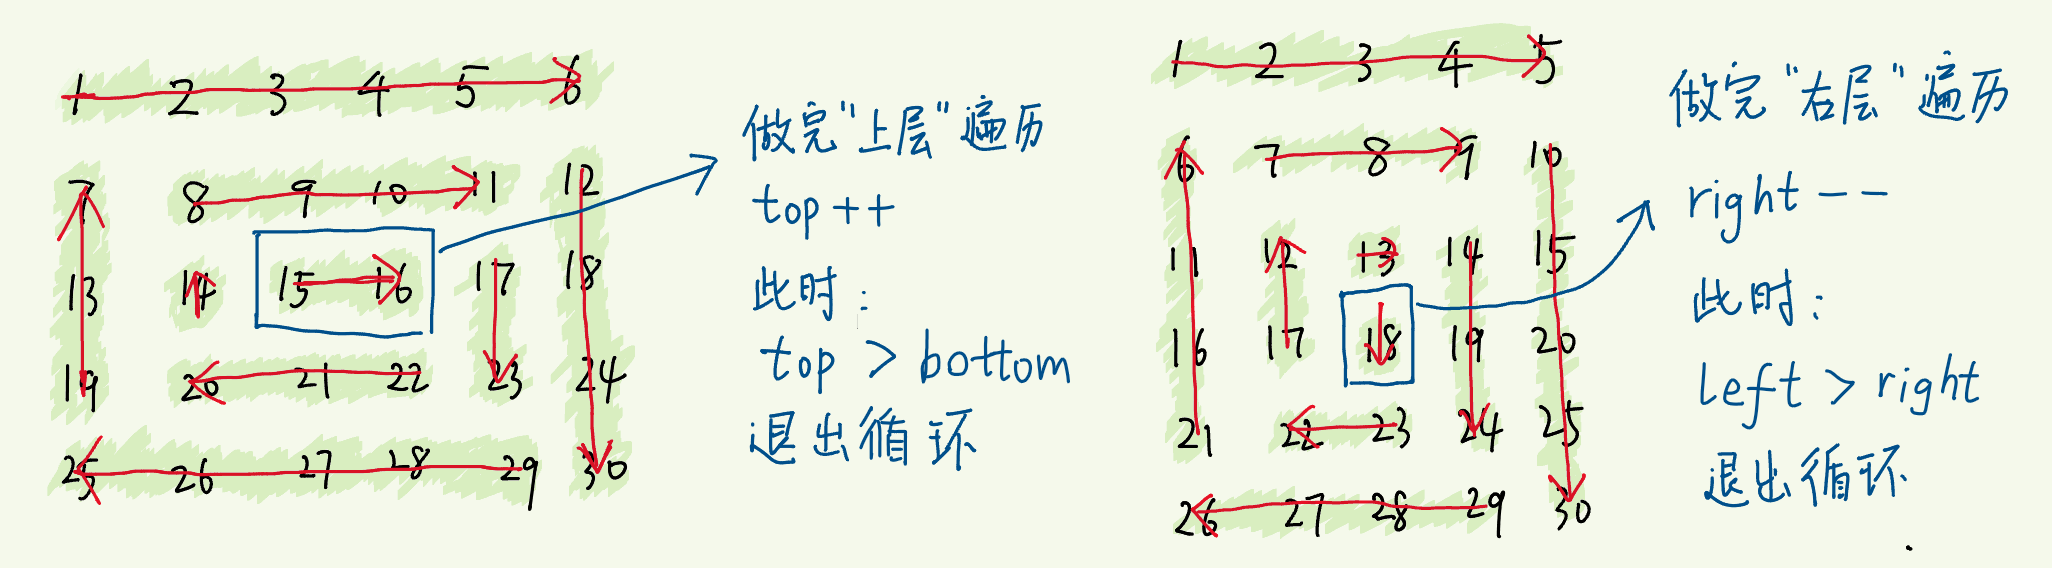 1 2 3 4 5 6
7 8 9 10 11 12
13 14 15 16 17 18
19 20 21 22 23 24
25 26 27 28 29 30
做完“上层”遍历
top ++
此时：
top > bottom
退出循环
1 2 3 4 5
6 7 8 9 10
11 12 13 14 15
16 17 18 19 20
21 22 23 24 25
26 27 28 29 30
做完“右层”遍历
right --
此时：
left > right
退出循环